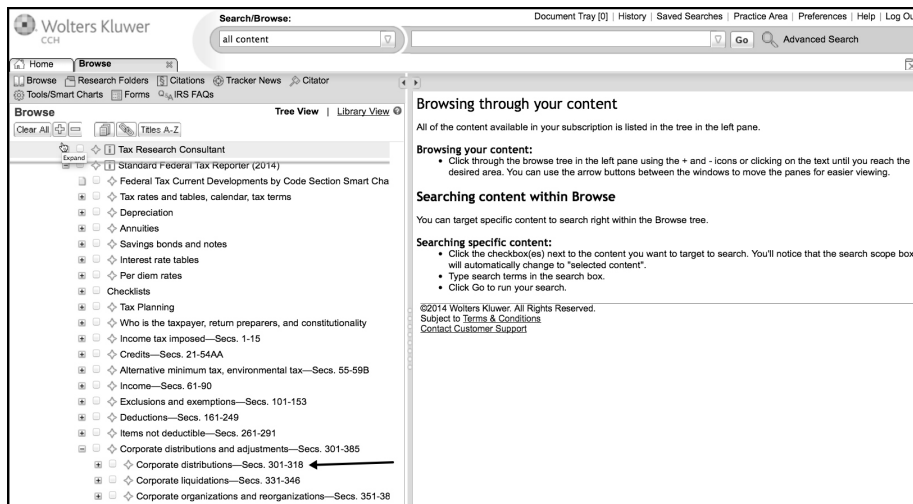 Wolters Kluwer
CCH
Search/Browse:
all content
Document Tray [0] | History | Saved Searches | Practice Area | Preferences | Help | Log Ou
Go
Advanced Search
Home
Browse
Browse Research Folders Citations Tracker News Citator
Tools/Smart Charts Forms IRS FAQs
Browse
Tree View | Library View
Clear All
Titles A-Z
Tax Research Consultant
Expand
Standard Federal Tax Reporter (2014)
Federal Tax Current Developments by Code Section Smart Cha
Tax rates and tables, calendar, tax terms
Depreciation
Annuities
Savings bonds and notes
Interest rate tables
Per diem rates
Checklists
Tax Planning
Who is the taxpayer, return preparers, and constitutionality
Income tax imposed—Secs. 1-15
Credits—Secs. 21-54AA
Alternative minimum tax, environmental tax—Secs. 55-59B
Income—Secs. 61-90
Exclusions and exemptions—Secs. 101-153
Deductions—Secs. 161-249
Items not deductible—Secs. 261-291
Corporate distributions and adjustments—Secs. 301-385
Corporate distributions—Secs. 301-318
Corporate liquidations—Secs. 331-346
Corporate organizations and reorganizations—Secs. 351-38
Browsing through your content
All of the content available in your subscription is listed in the tree in the left pane.
Browsing your content:
• Click through the browse tree in the left pane using the + and - icons or clicking on the text until you reach the
desired area. You can use the arrow buttons between the windows to move the panes for easier viewing.
Searching content within Browse
You can target specific content to search right within the Browse tree.
Searching specific content:
• Click the checkbox(es) next to the content you want to target to search. You'll notice that the search scope box
will automatically change to "selected content".
• Type search terms in the search box.
• Click Go to run your search.
©2014 Wolters Kluwer. All Rights Reserved.
Subject to Terms & Conditions
Contact Customer Support